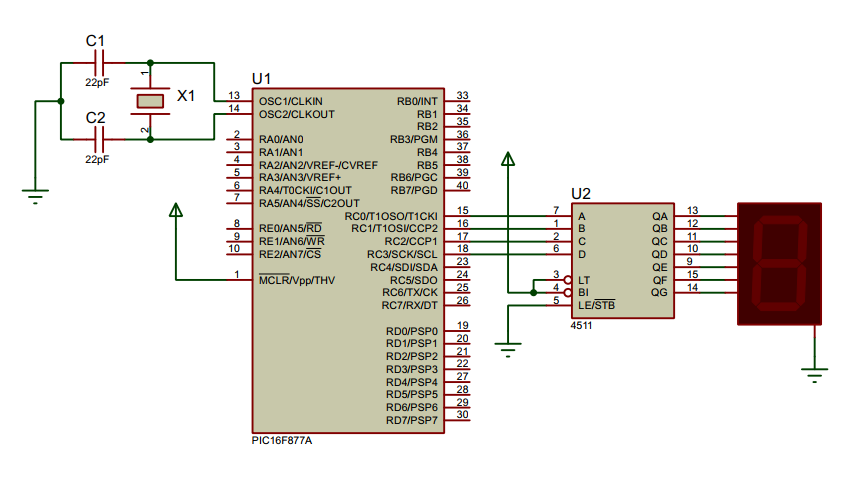 C1
22pF
C2
22pF
1
2
X1
U1
13 OSC1/CLKIN
14 OSC2/CLKOUT
2 RA0/AN0
3 RA1/AN1
4 RA2/AN2/VREF-/CVREF
5 RA3/AN3/VREF+
6 RA4/T0CKI/C1OUT
7 RA5/AN4/SS/C2OUT
8 RE0/AN5/RD
9 RE1/AN6/WR
10 RE2/AN7/CS
1 MCLR/Vpp/THV
RB0/INT 33
RB1 34
RB2 35
RB3/PGM 36
RB4 37
RB5 38
RB6/PGC 39
RB7/PGD 40
RC0/T1OSO/T1CKI 15
RC1/T1OSI/CCP2 16
RC2/CCP1 17
RC3/SCK/SCL 18
RC4/SDI/SDA 23
RC5/SDO 24
RC6/TX/CK 25
RC7/RX/DT 26
RD0/PSP0 19
RD1/PSP1 20
RD2/PSP2 21
RD3/PSP3 22
RD4/PSP4 27
RD5/PSP5 28
RD6/PSP6 29
RD7/PSP7 30
PIC16F877A
U2
7 A
1 B
2 C
6 D
3 LT
4 BI
5 LE/STB
QA 13
QB 12
QC 11
QD 10
QE 9
QF 15
QG 14
4511